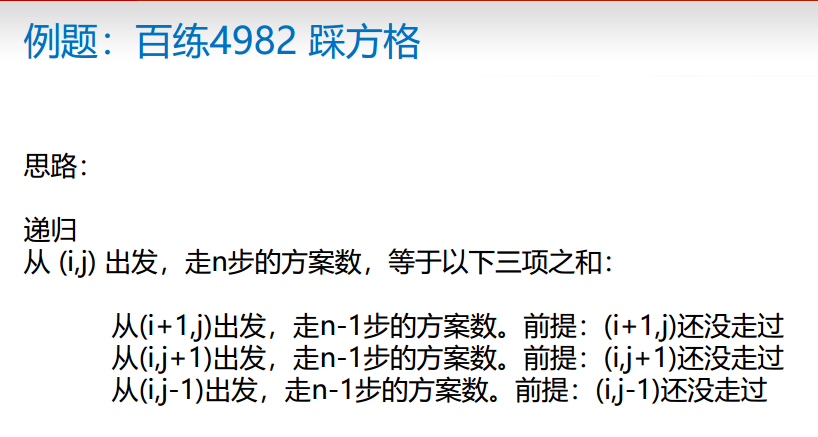 例题：百练4982 踩方格
思路：
递归
从 (i,j) 出发，走n步的方案数，等于以下三项之和：
从(i+1,j)出发，走n-1步的方案数。前提：(i+1,j)还没走过
从(i,j+1)出发，走n-1步的方案数。前提：(i,j+1)还没走过
从(i,j-1)出发，走n-1步的方案数。前提：(i,j-1)还没走过